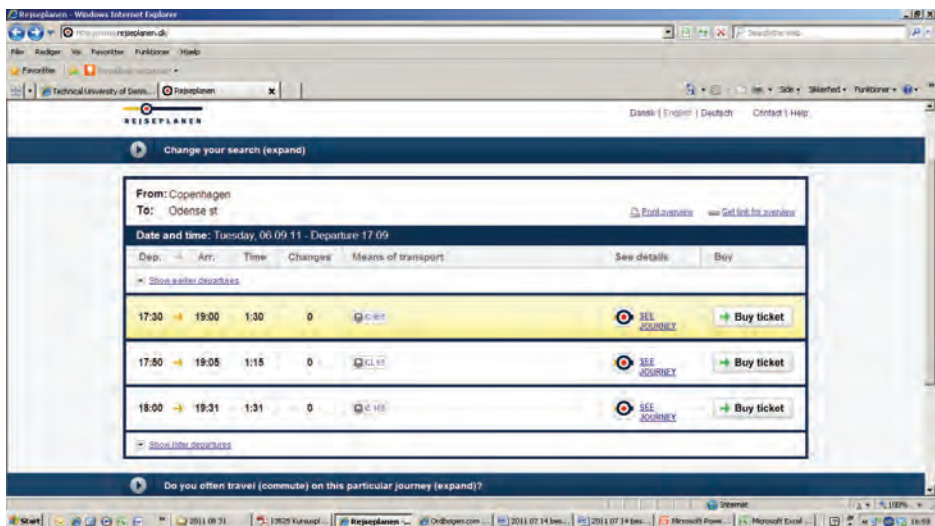 Rejseplanen - Windows Internet Explorer
rejseplanen.dk
Filer Rediger Vis Favoritter Funktioner Hjælp
Favoritter
Technical University of Denm... Rejseplanen Side Sikkerhed Funktioner
REJSEPLANEN
Dansk | English | Deutsch Contact | Help
Change your search (expand)
From: Copenhagen
To: Odense st
Print overview Get link for overview
Date and time: Tuesday, 06.09.11 - Departure 17:09
Dep. Arr. Time Changes Means of transport See details Buy
Show earlier departures
17:30 19:00 1:30 0 SEE JOURNEY Buy ticket
17:50 19:05 1:15 0 SEE JOURNEY Buy ticket
18:00 19:31 1:31 0 SEE JOURNEY Buy ticket
Show later departures
Do you often travel (commute) on this particular journey (expand)?
Internet 100%
Start 2011 08 31 Rejseplanen -... Ordbogen.com ... 2011 07 14 bes... 2011 07 14 bes... Microsoft Powe... Microsoft Excel ...